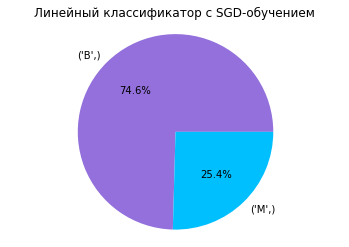 Линейный классификатор с SGD-обучением
('B',)
74.6%
25.4%
('M',)